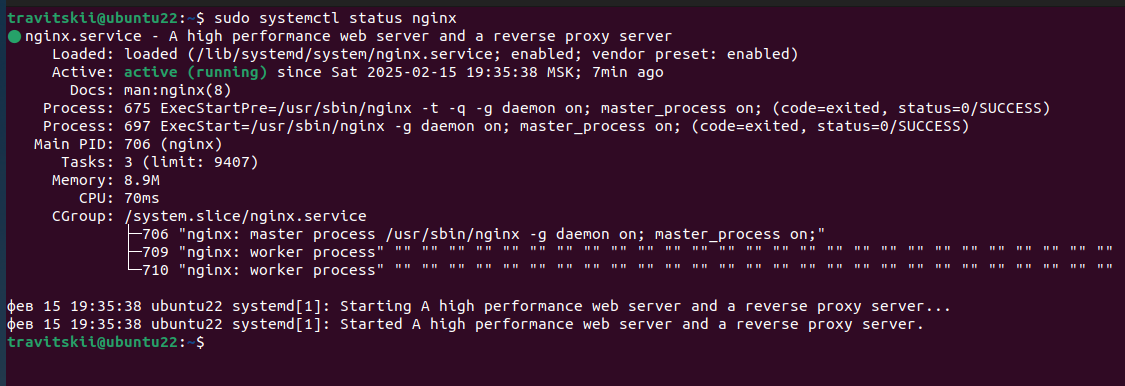 travitskii@ubuntu22:~$ sudo systemctl status nginx
● nginx.service - A high performance web server and a reverse proxy server
     Loaded: loaded (/lib/systemd/system/nginx.service; enabled; vendor preset: enabled)
     Active: active (running) since Sat 2025-02-15 19:35:38 MSK; 7min ago
       Docs: man:nginx(8)
    Process: 675 ExecStartPre=/usr/sbin/nginx -t -q -g daemon on; master_process on; (code=exited, status=0/SUCCESS)
    Process: 697 ExecStart=/usr/sbin/nginx -g daemon on; master_process on; (code=exited, status=0/SUCCESS)
   Main PID: 706 (nginx)
      Tasks: 3 (limit: 9407)
     Memory: 8.9M
        CPU: 70ms
     CGroup: /system.slice/nginx.service
             ├─706 "nginx: master process /usr/sbin/nginx -g daemon on; master_process on;"
             ├─709 "nginx: worker process" "" "" "" "" "" "" "" "" "" "" "" "" "" "" "" "" "" "" "" "" "" "" "" "" "" "" ""
             └─710 "nginx: worker process" "" "" "" "" "" "" "" "" "" "" "" "" "" "" "" "" "" "" "" "" "" "" "" "" "" "" ""

фев 15 19:35:38 ubuntu22 systemd[1]: Starting A high performance web server and a reverse proxy server...
фев 15 19:35:38 ubuntu22 systemd[1]: Started A high performance web server and a reverse proxy server.
travitskii@ubuntu22:~$